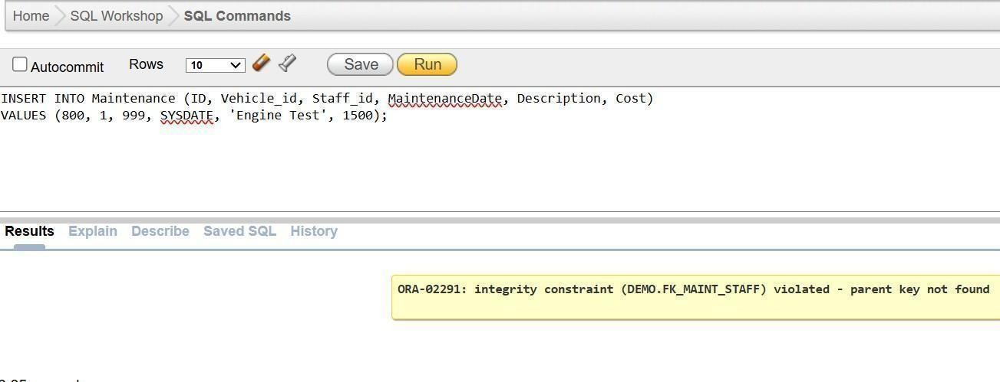 Home SQL Workshop SQL Commands
Autocommit Rows 10 Save Run
INSERT INTO Maintenance (ID, Vehicle_id, Staff_id, MaintenanceDate, Description, Cost)
VALUES (800, 1, 999, SYSDATE, 'Engine Test', 1500);
Results Explain Describe Saved SQL History
ORA-02291: integrity constraint (DEMO.FK_MAINT_STAFF) violated - parent key not found